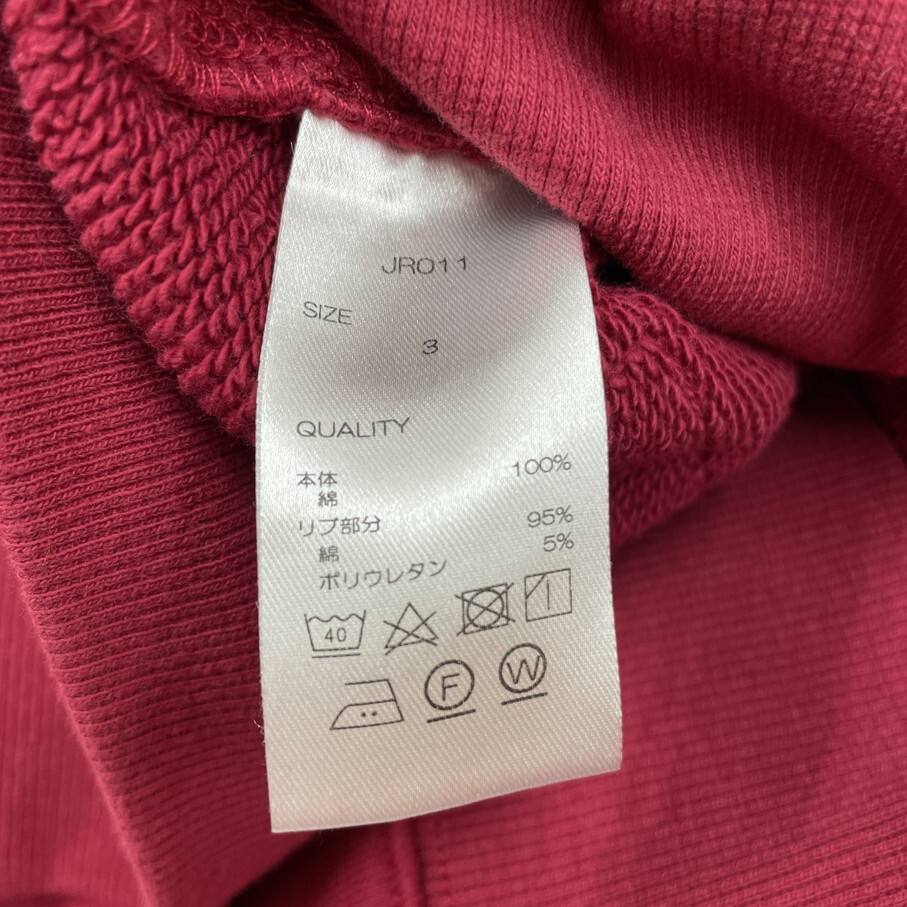 JR011
SIZE
3
QUALITY
本体 100%
綿
リブ部分
綿 95%
ポリウレタン 5%
40
F W